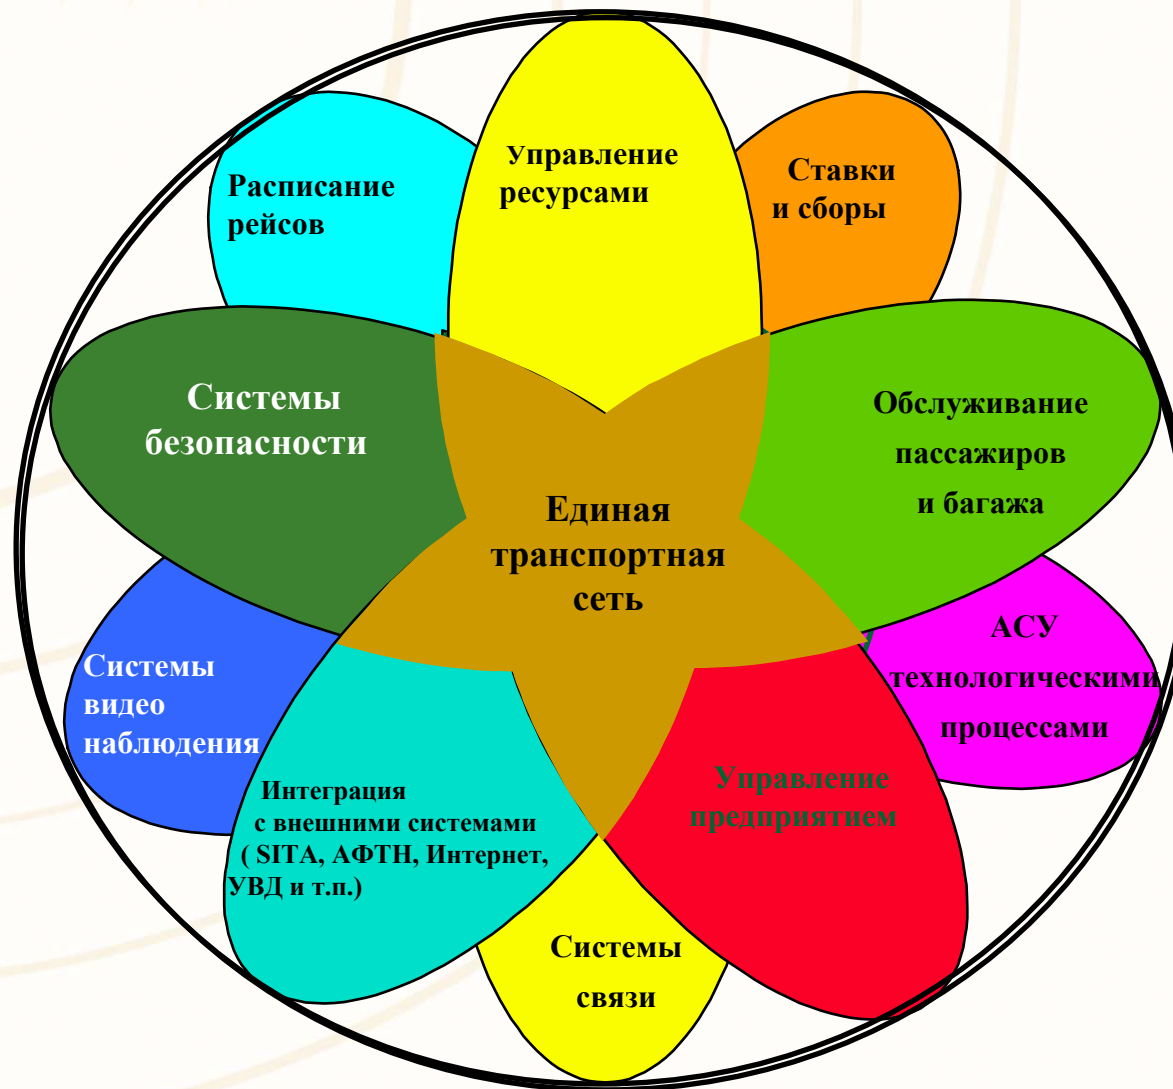 Управление
ресурсами
Ставки
и сборы
Расписание
рейсов
Системы
безопасности
Обслуживание
пассажиров
и багажа
Единая
транспортная
сеть
АСУ
технологическими
процессами
Системы
видео
наблюдения
Управление
предприятием
Интеграция
с внешними системами
( SITA, АФТН, Интернет,
УВД и т.п.)
Системы
связи